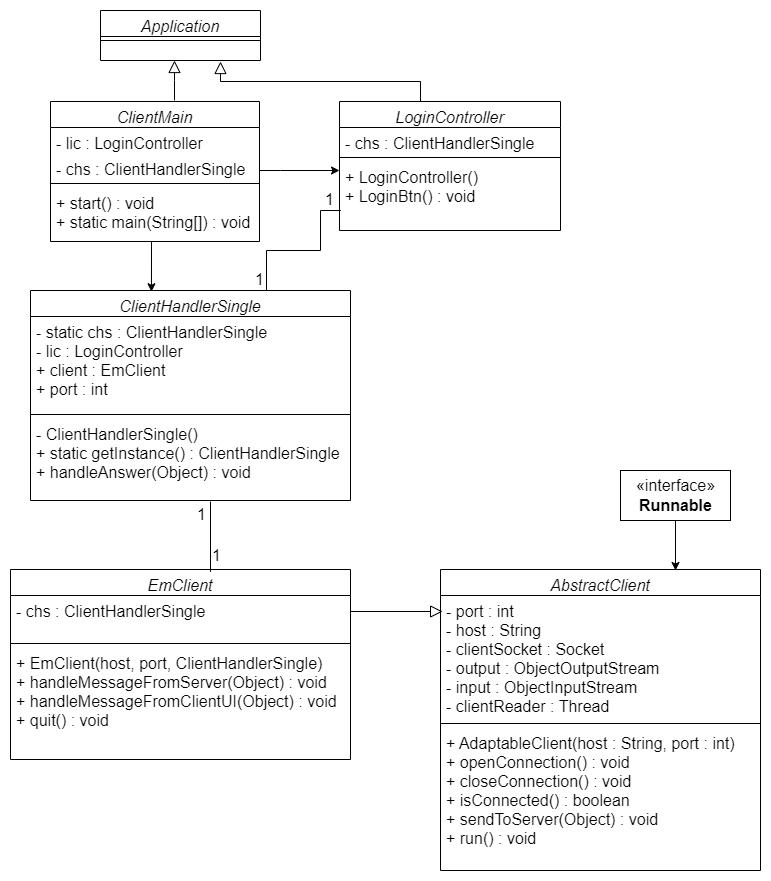 Application
ClientMain
- lic : LoginController
- chs : ClientHandlerSingle
+ start() : void
+ static main(String[]) : void
LoginController
- chs : ClientHandlerSingle
+ LoginController()
+ LoginBtn() : void
1
1
ClientHandlerSingle
- static chs : ClientHandlerSingle
- lic : LoginController
+ client : EmClient
+ port : int
- ClientHandlerSingle()
+ static getInstance() : ClientHandlerSingle
+ handleAnswer(Object) : void
«interface»
Runnable
1
1
EmClient
- chs : ClientHandlerSingle
+ EmClient(host, port, ClientHandlerSingle)
+ handleMessageFromServer(Object) : void
+ handleMessageFromClientUI(Object) : void
+ quit() : void
AbstractClient
- port : int
- host : String
- clientSocket : Socket
- output : ObjectOutputStream
- input : ObjectInputStream
- clientReader : Thread
+ AdaptableClient(host : String, port : int)
+ openConnection() : void
+ closeConnection() : void
+ isConnected() : boolean
+ sendToServer(Object) : void
+ run() : void